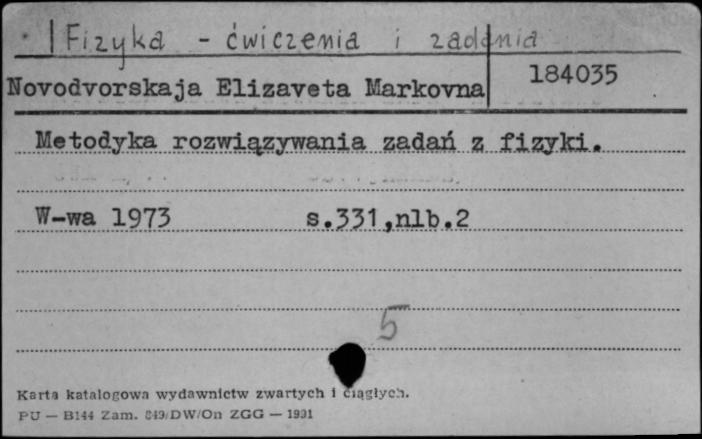 Fizyka - ćwiczenia i zadania
Novodvorskaja Elizaveta Markovna
184035
Metodyka rozwiązywania zadań z fizyki.
W-wa 1973 s.331,nlb.2
5
Karta katalogowa wydawnictw zwartych i ciągłych.
PU — B144 Zam. 849/DW/On ZGG — 1991